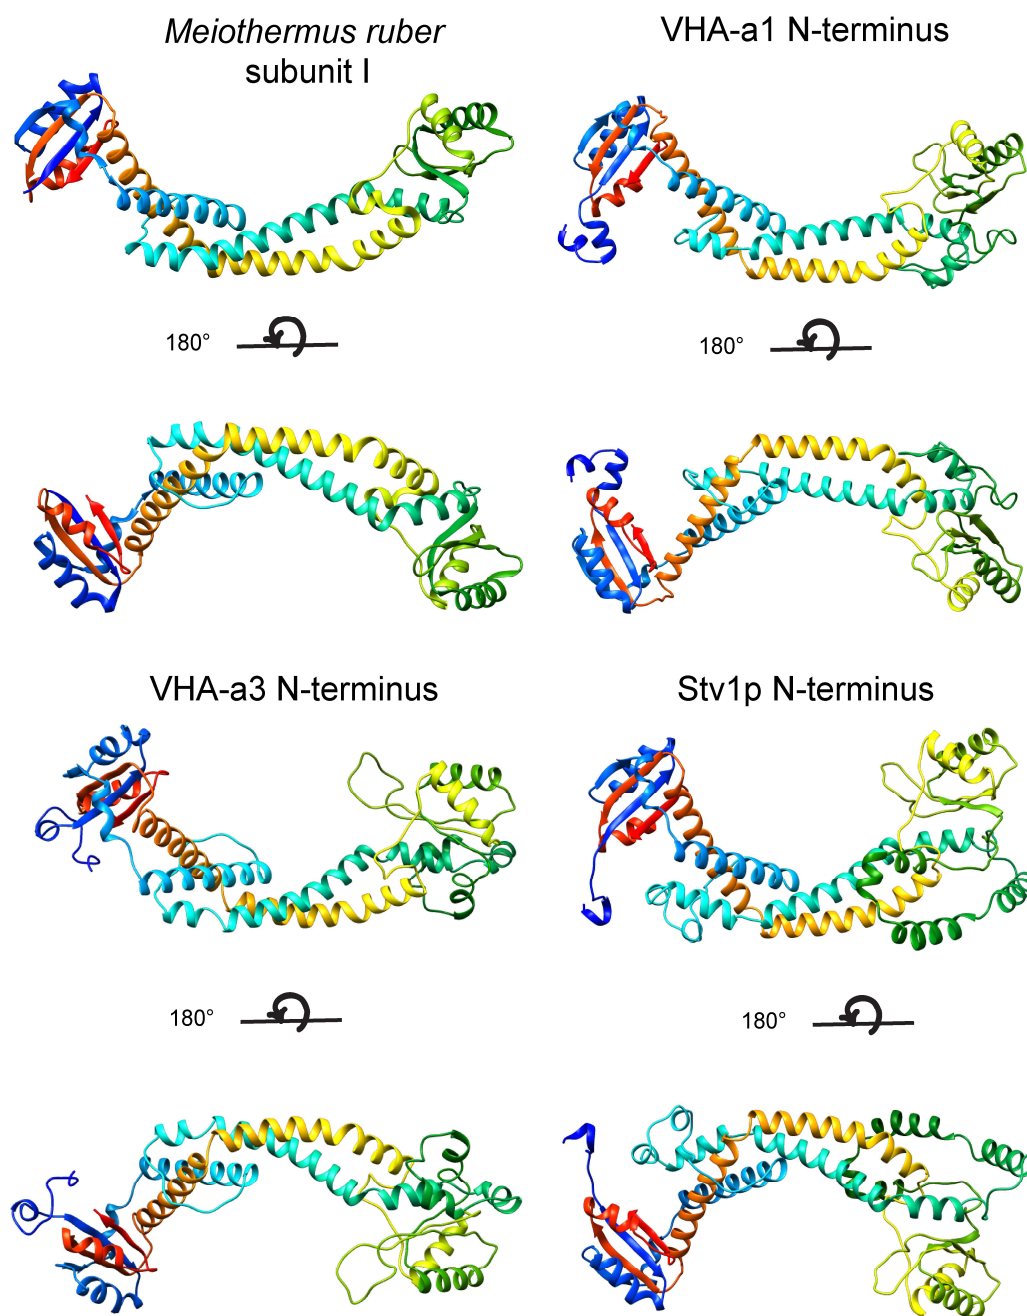 Meiothermus ruber
subunit I
VHA-a1 N-terminus
180°
180°
VHA-a3 N-terminus
Stv1p N-terminus
180°
180°